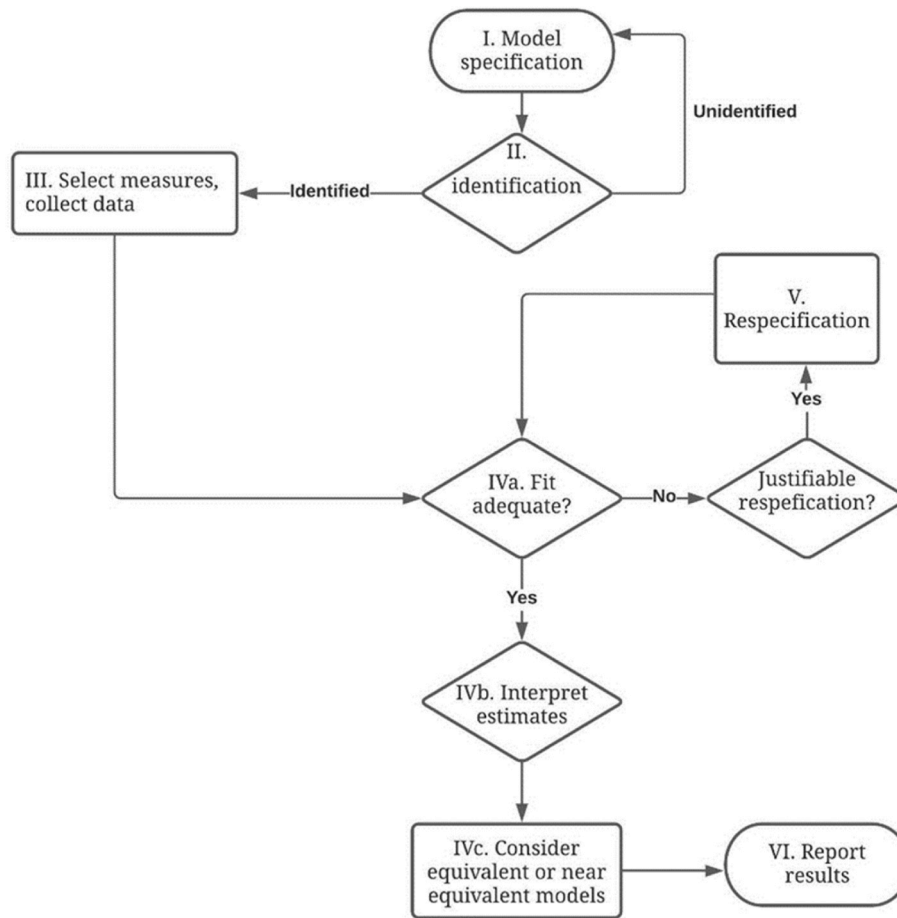 I. Model
specification
Unidentified
II.
identification
Identified
III. Select measures,
collect data
V.
Respecification
Yes
IVa. Fit
adequate?
No
Justifiable
respefication?
Yes
IVb. Interpret
estimates
IVc. Consider
equivalent or near
equivalent models
VI. Report
results